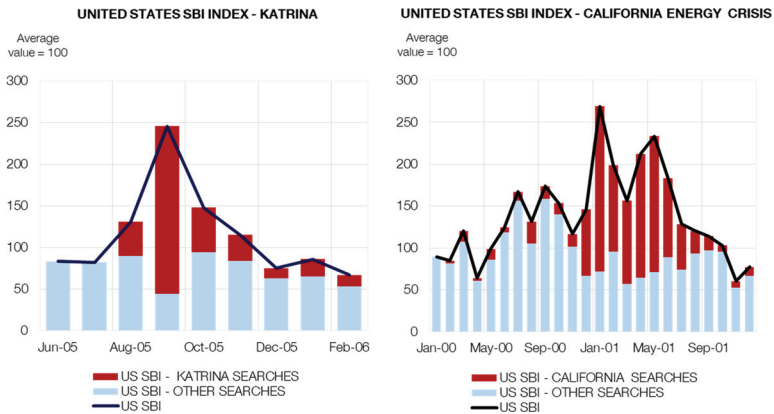 UNITED STATES SBI INDEX - KATRINA
Average
value = 100
300
250
200
150
100
50
0
Jun-05 Aug-05 Oct-05 Dec-05 Feb-06
US SBI - KATRINA SEARCHES
US SBI - OTHER SEARCHES
US SBI
UNITED STATES SBI INDEX - CALIFORNIA ENERGY CRISIS
Average
value = 100
300
250
200
150
100
50
0
Jan-00 May-00 Sep-00 Jan-01 May-01 Sep-01
US SBI - CALIFORNIA SEARCHES
US SBI - OTHER SEARCHES
US SBI